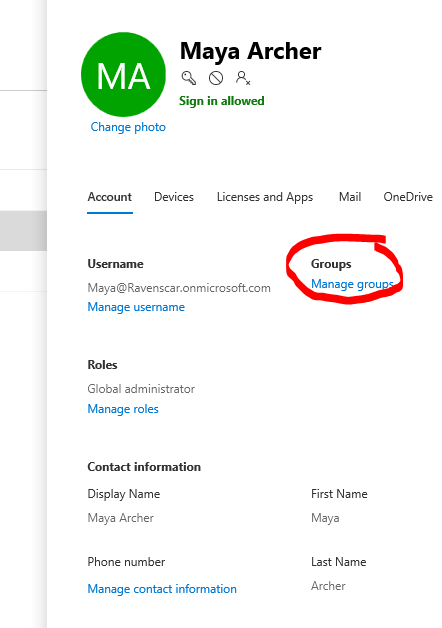 MA
Maya Archer
Sign in allowed
Change photo
Account Devices Licenses and Apps Mail OneDrive
Username
Maya@Ravenscar.onmicrosoft.com
Manage username
Groups
Manage groups
Roles
Global administrator
Manage roles
Contact information
Display Name
Maya Archer
First Name
Maya
Phone number
Manage contact information
Last Name
Archer